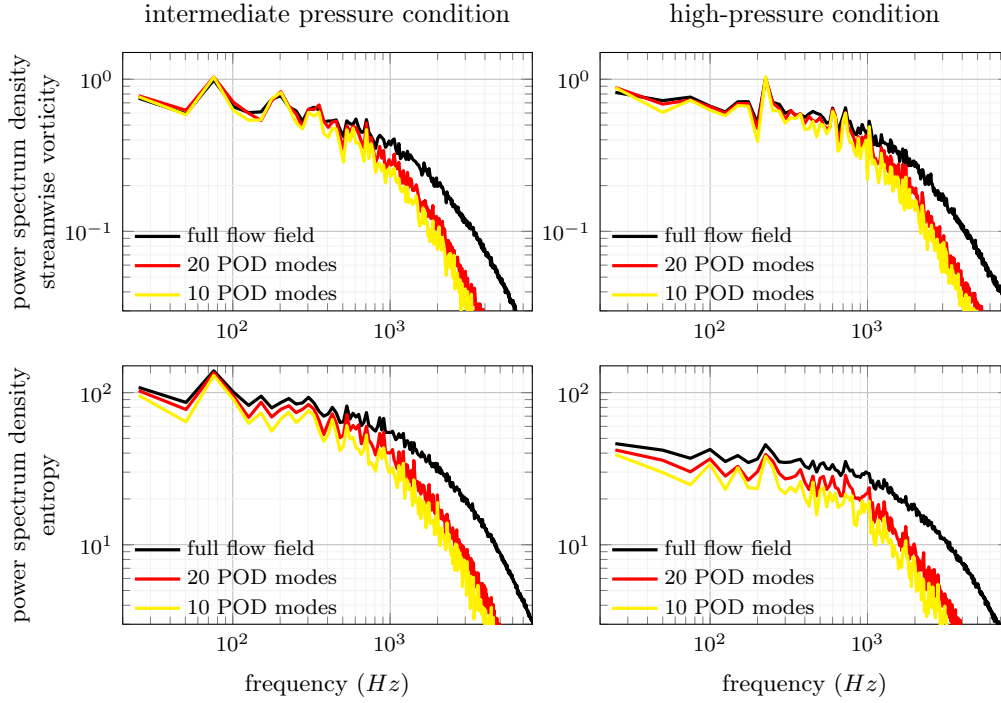 intermediate pressure condition
high-pressure condition
power spectrum density
streamwise vorticity
10^0
10^-1
full flow field
20 POD modes
10 POD modes
10^2
10^3
10^0
10^-1
full flow field
20 POD modes
10 POD modes
10^2
10^3
power spectrum density
entropy
10^2
10^1
full flow field
20 POD modes
10 POD modes
10^2
10^3
frequency (Hz)
10^2
10^1
full flow field
20 POD modes
10 POD modes
10^2
10^3
frequency (Hz)